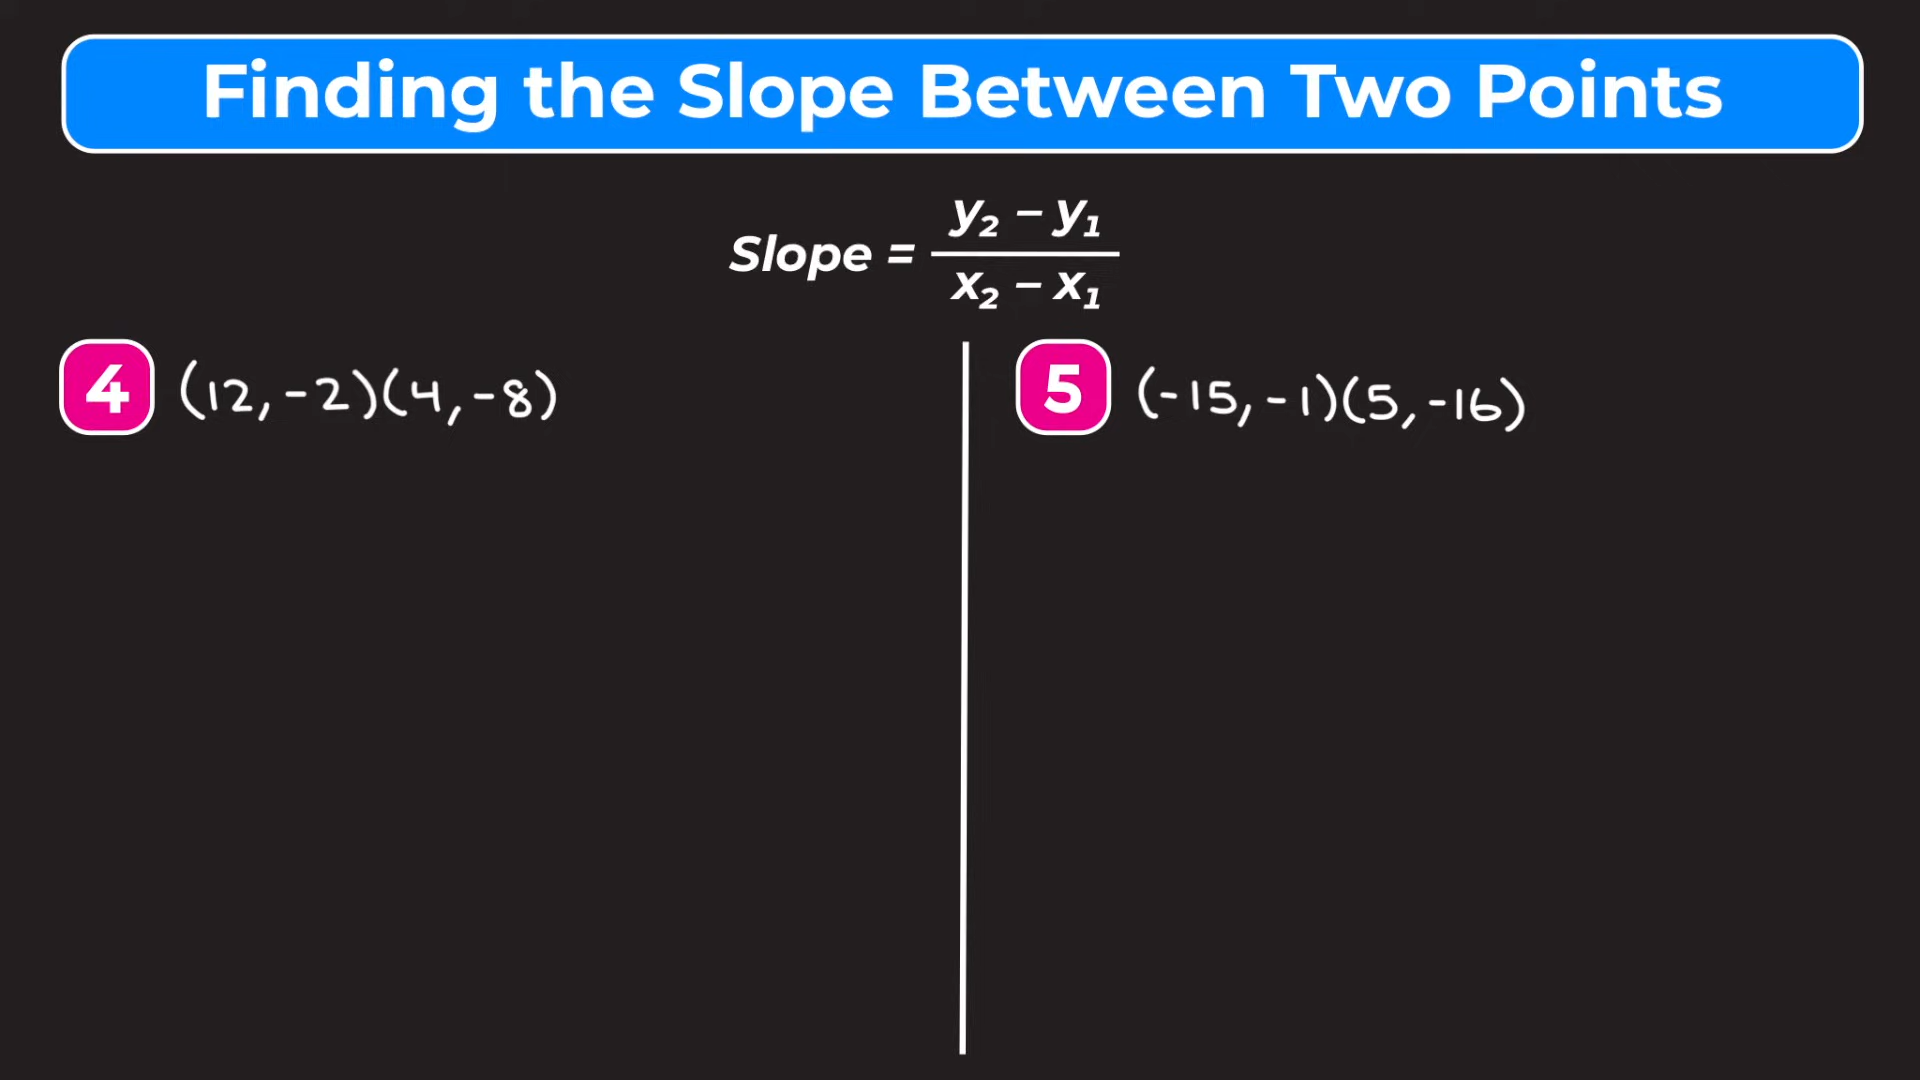 Finding the Slope Between Two Points
Slope = y₂ – y₁ / x₂ – x₁
4 (12, -2)(4, -8)
5 (-15, -1)(5, -16)